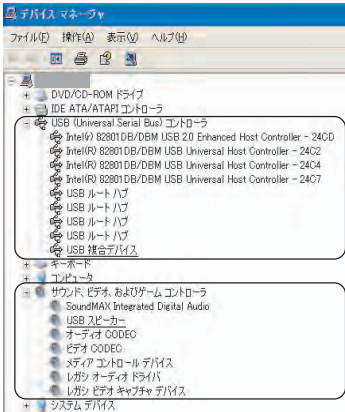 デバイス マネージャ
ファイル(F) 操作(A) 表示(V) ヘルプ(H)
DVD/CD-ROM ドライブ
IDE ATA/ATAPI コントローラ
USB (Universal Serial Bus) コントローラ
Intel(r) 82801DB/DBM USB 2.0 Enhanced Host Controller - 24CD
Intel(R) 82801DB/DBM USB Universal Host Controller - 24C2
Intel(R) 82801DB/DBM USB Universal Host Controller - 24C4
Intel(R) 82801DB/DBM USB Universal Host Controller - 24C7
USB ルート ハブ
USB ルート ハブ
USB ルート ハブ
USB ルート ハブ
USB 複合デバイス
キーボード
コンピュータ
サウンド、ビデオ、およびゲーム コントローラ
SoundMAX Integrated Digital Audio
USB スピーカー
オーディオ CODEC
ビデオ CODEC
メディア コントロール デバイス
レガシ オーディオ ドライバ
レガシ ビデオ キャプチャ デバイス
システム デバイス